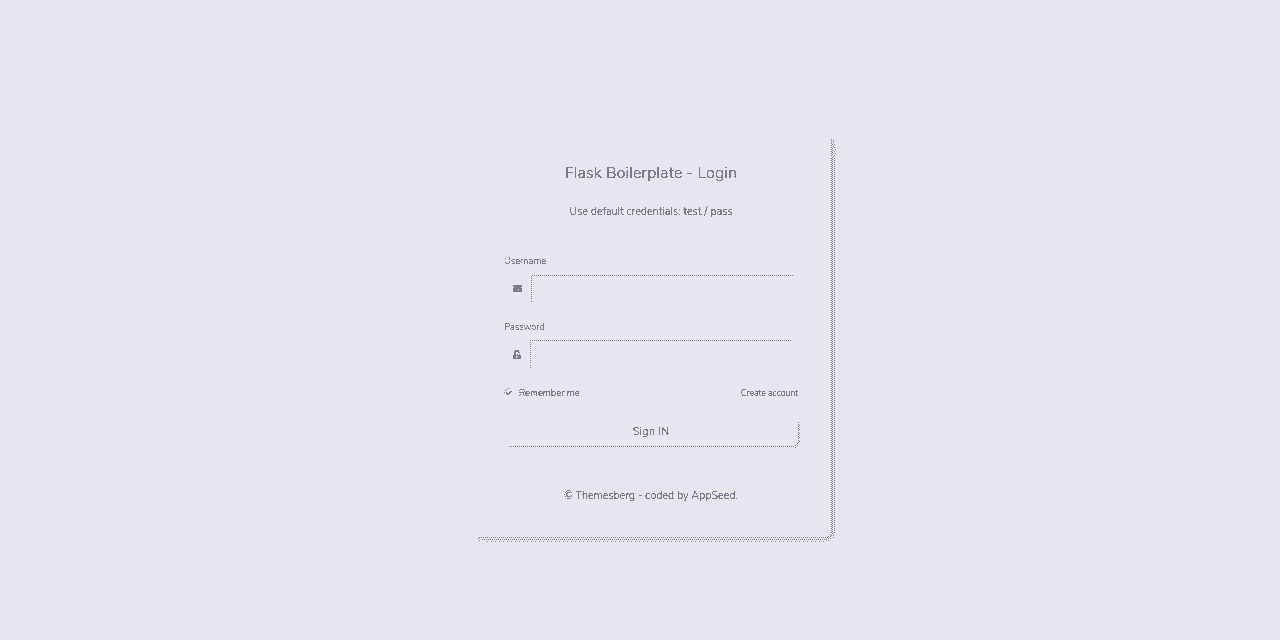 Flask Boilerplate - Login
Use default credentials: test / pass
Username
Password
Remember me
Create account
Sign IN
© Themesberg - coded by AppSeed.